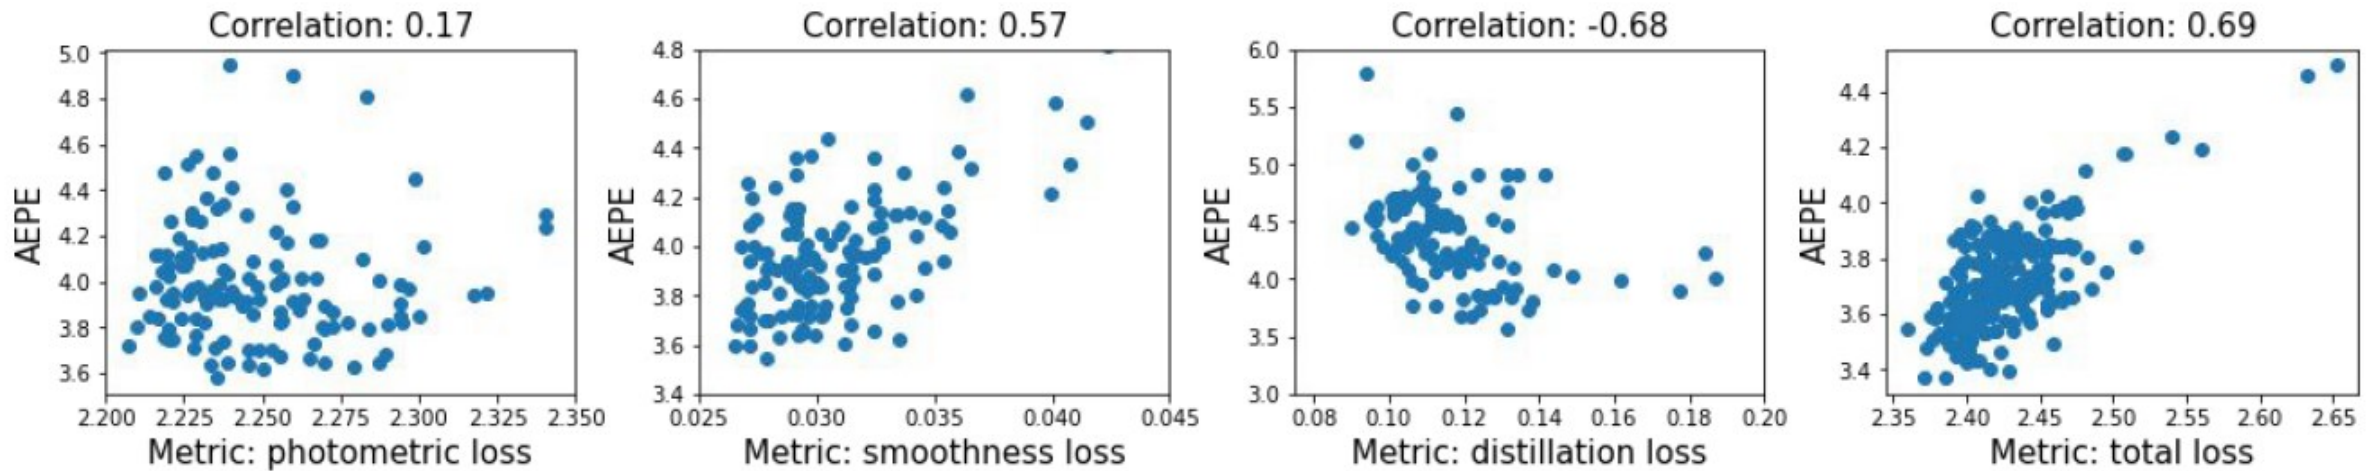 Correlation: 0.17
5.0
4.8
4.6
4.4
4.2
4.0
3.8
3.6
AEPE
2.200 2.225 2.250 2.275 2.300 2.325 2.350
Metric: photometric loss
Correlation: 0.57
4.8
4.6
4.4
4.2
4.0
3.8
3.6
3.4
AEPE
0.025 0.030 0.035 0.040 0.045
Metric: smoothness loss
Correlation: -0.68
6.0
5.5
5.0
4.5
4.0
3.5
3.0
AEPE
0.08 0.10 0.12 0.14 0.16 0.18 0.20
Metric: distillation loss
Correlation: 0.69
4.4
4.2
4.0
3.8
3.6
3.4
AEPE
2.35 2.40 2.45 2.50 2.55 2.60 2.65
Metric: total loss